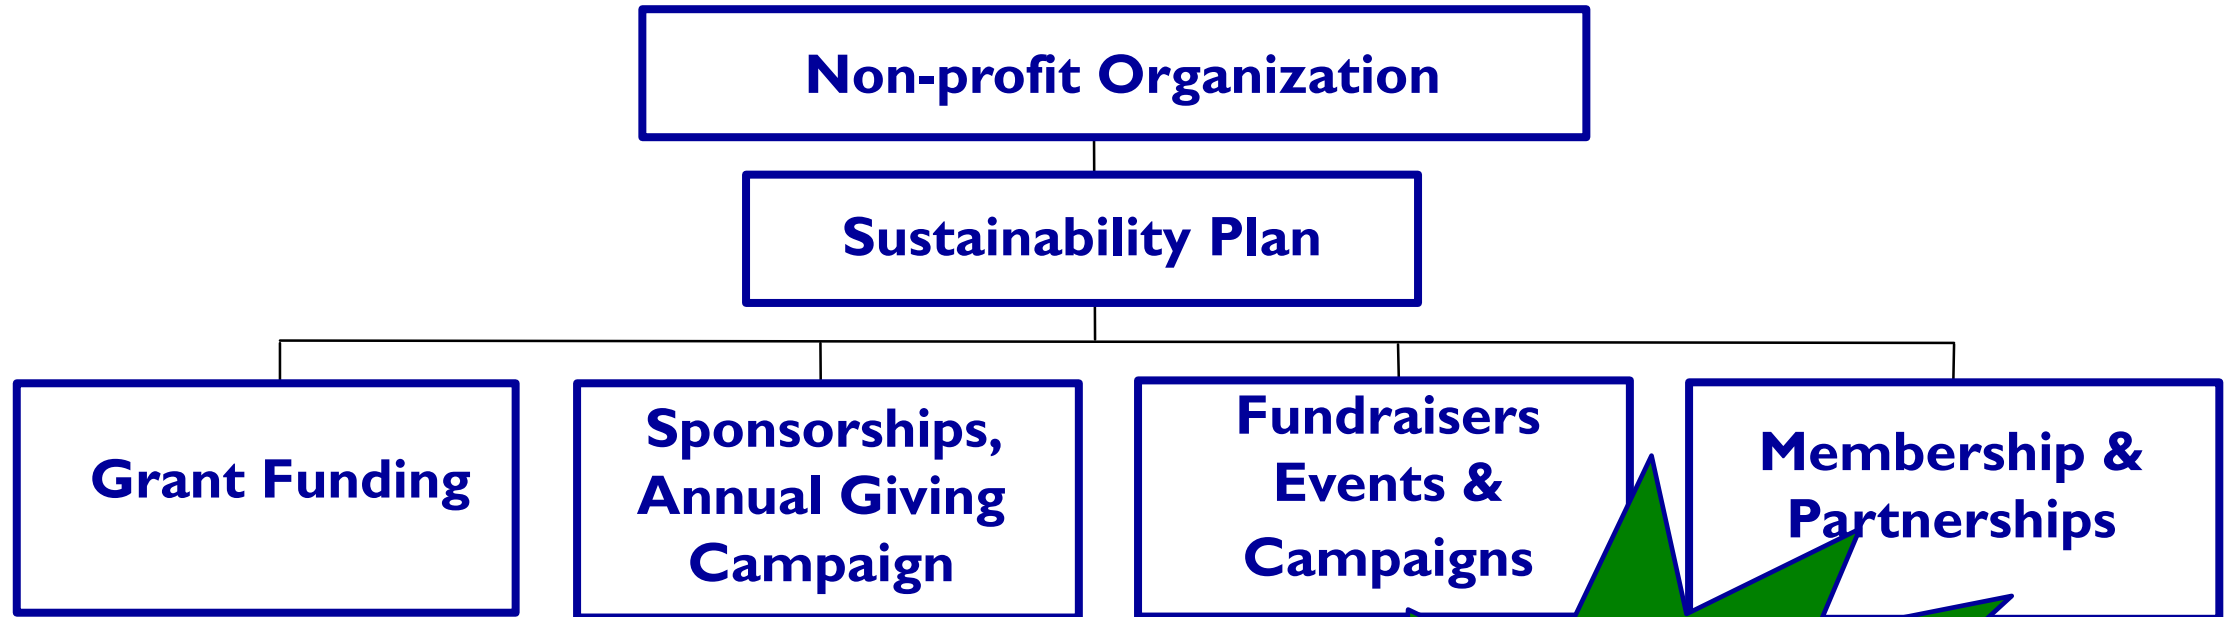 Non-profit Organization
Sustainability Plan
Grant Funding
Sponsorships,
Annual Giving
Campaign
Fundraisers
Events &
Campaigns
Membership &
Partnerships